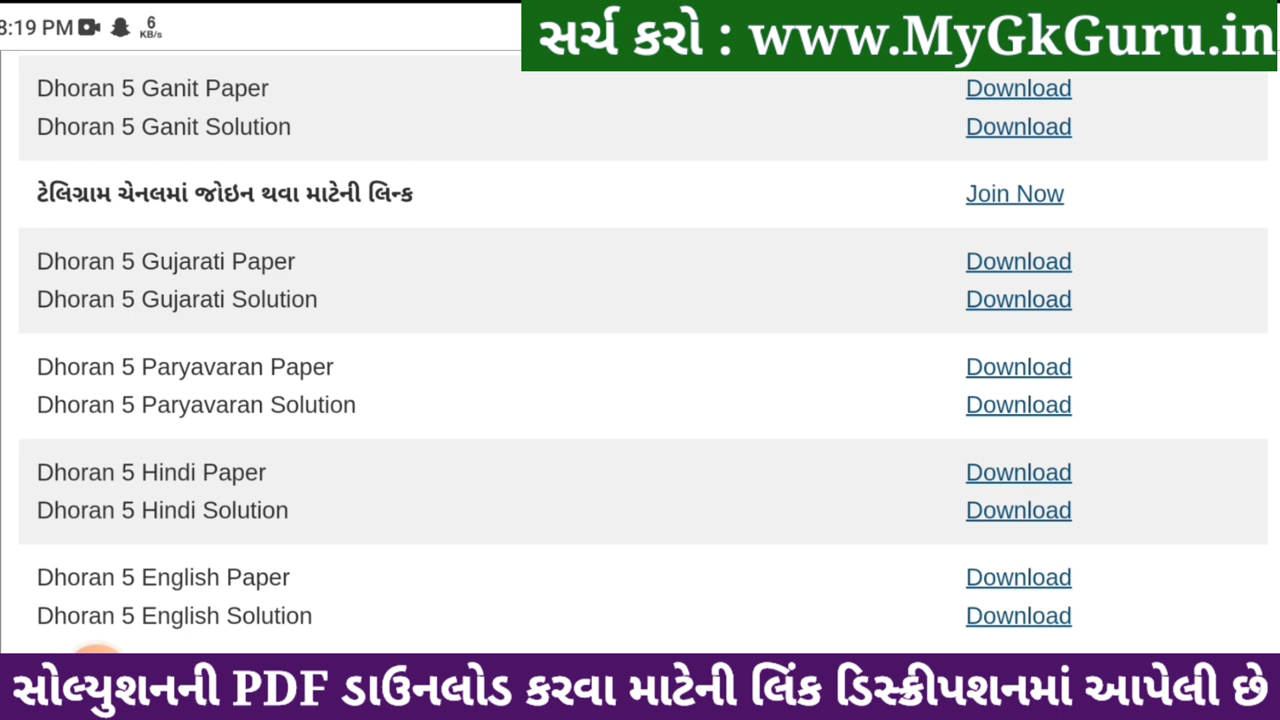 8:19 PM 6 KB/s
સર્ચ કરો : www.MyGkGuru.in
Dhoran 5 Ganit Paper Download
Dhoran 5 Ganit Solution Download
ટેલિગ્રામ ચેનલમાં જોઇન થવા માટેની લિન્ક Join Now
Dhoran 5 Gujarati Paper Download
Dhoran 5 Gujarati Solution Download
Dhoran 5 Paryavaran Paper Download
Dhoran 5 Paryavaran Solution Download
Dhoran 5 Hindi Paper Download
Dhoran 5 Hindi Solution Download
Dhoran 5 English Paper Download
Dhoran 5 English Solution Download
સોલ્યુશનની PDF ડાઉનલોડ કરવા માટેની લિંક ડિસ્ક્રીપશનમાં આપેલી છે